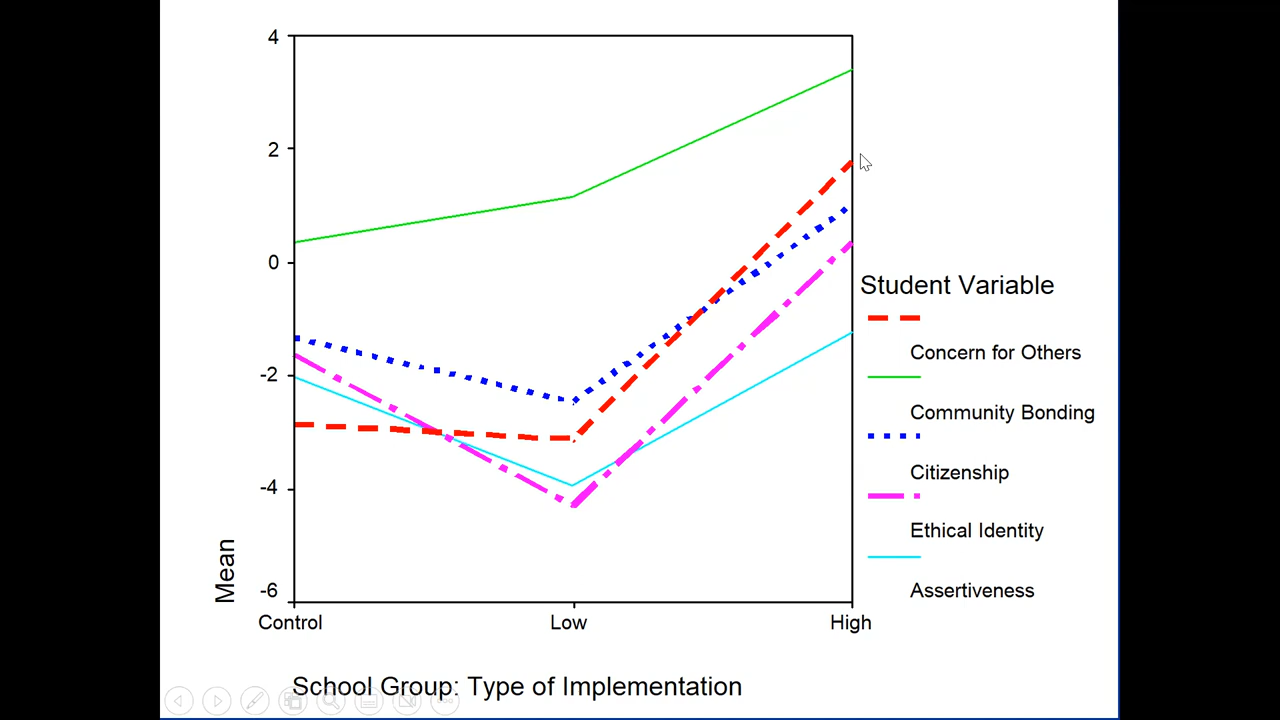 4
2
0
-2
-4
-6
Mean
Control Low High
School Group: Type of Implementation
Student Variable
Concern for Others
Community Bonding
Citizenship
Ethical Identity
Assertiveness